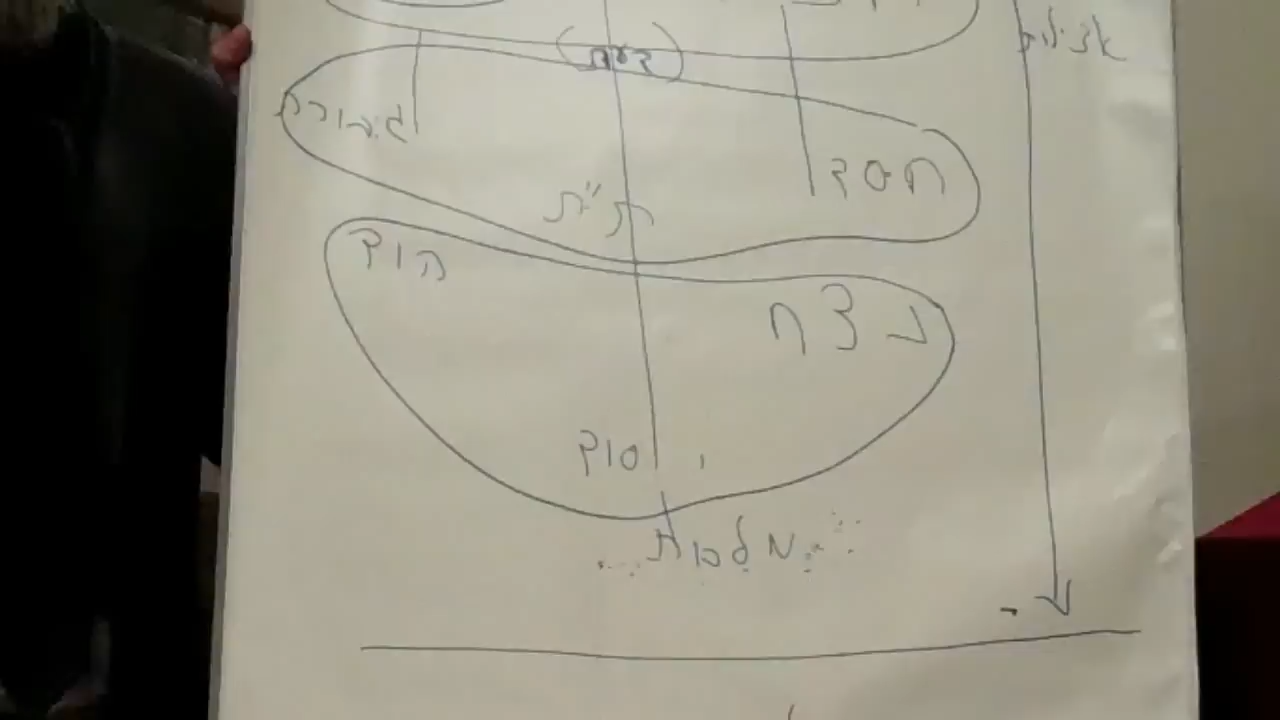 אצילות
(דעת)
גבורה
חסד
ת"ת
הוד
נצח
יסוד
מלכות